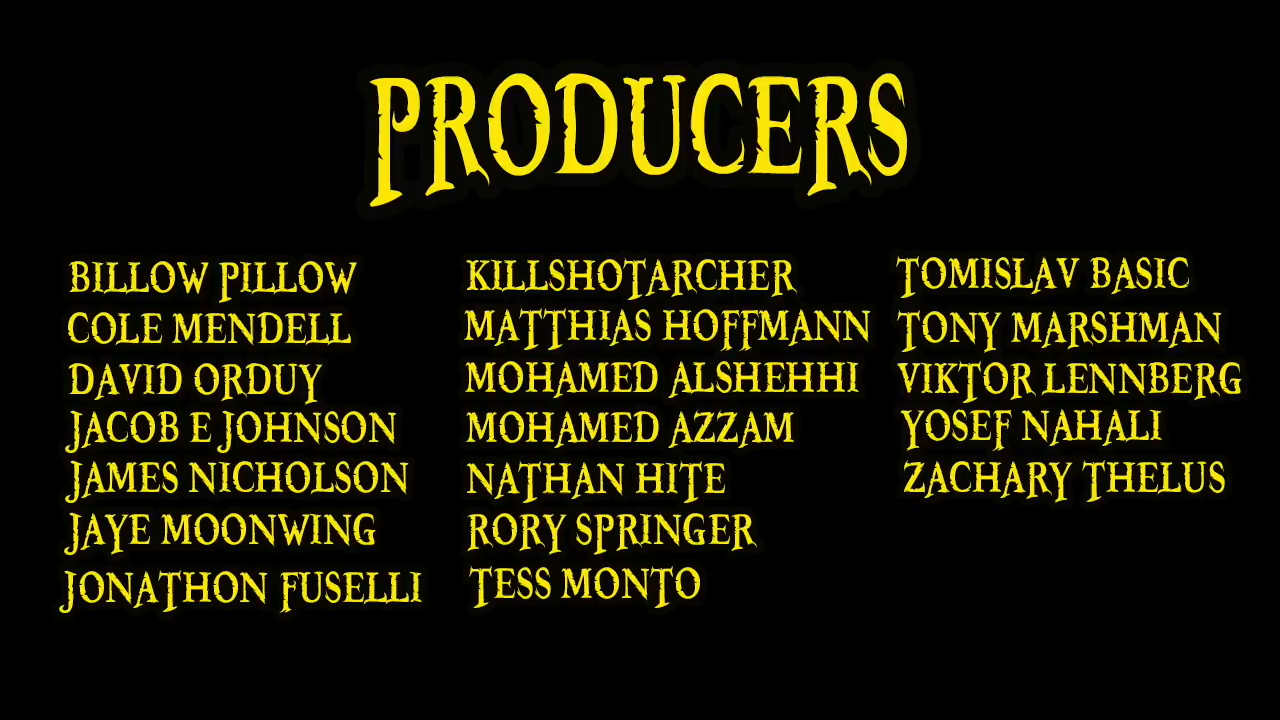 PRODUCERS
BILLOW PILLOW
COLE MENDELL
DAVID ORDUY
JACOB E JOHNSON
JAMES NICHOLSON
JAYE MOONWING
JONATHON FUSELLI
KILLSHOTARCHER
MATTHIAS HOFFMANN
MOHAMED ALSHEHHI
MOHAMED AZZAM
NATHAN HITE
RORY SPRINGER
TESS MONTO
TOMISLAV BASIC
TONY MARSHMAN
VIKTOR LENNBERG
YOSEF NAHALI
ZACHARY THELUS